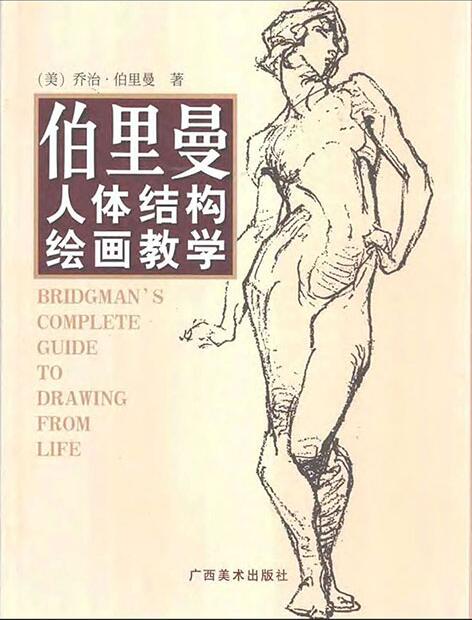 （美）乔治·伯里曼 著
伯里曼
人体结构
绘画教学
BRIDGMAN'S
COMPLETE
GUIDE
TO
DRAWING
FROM
LIFE
广西美术出版社